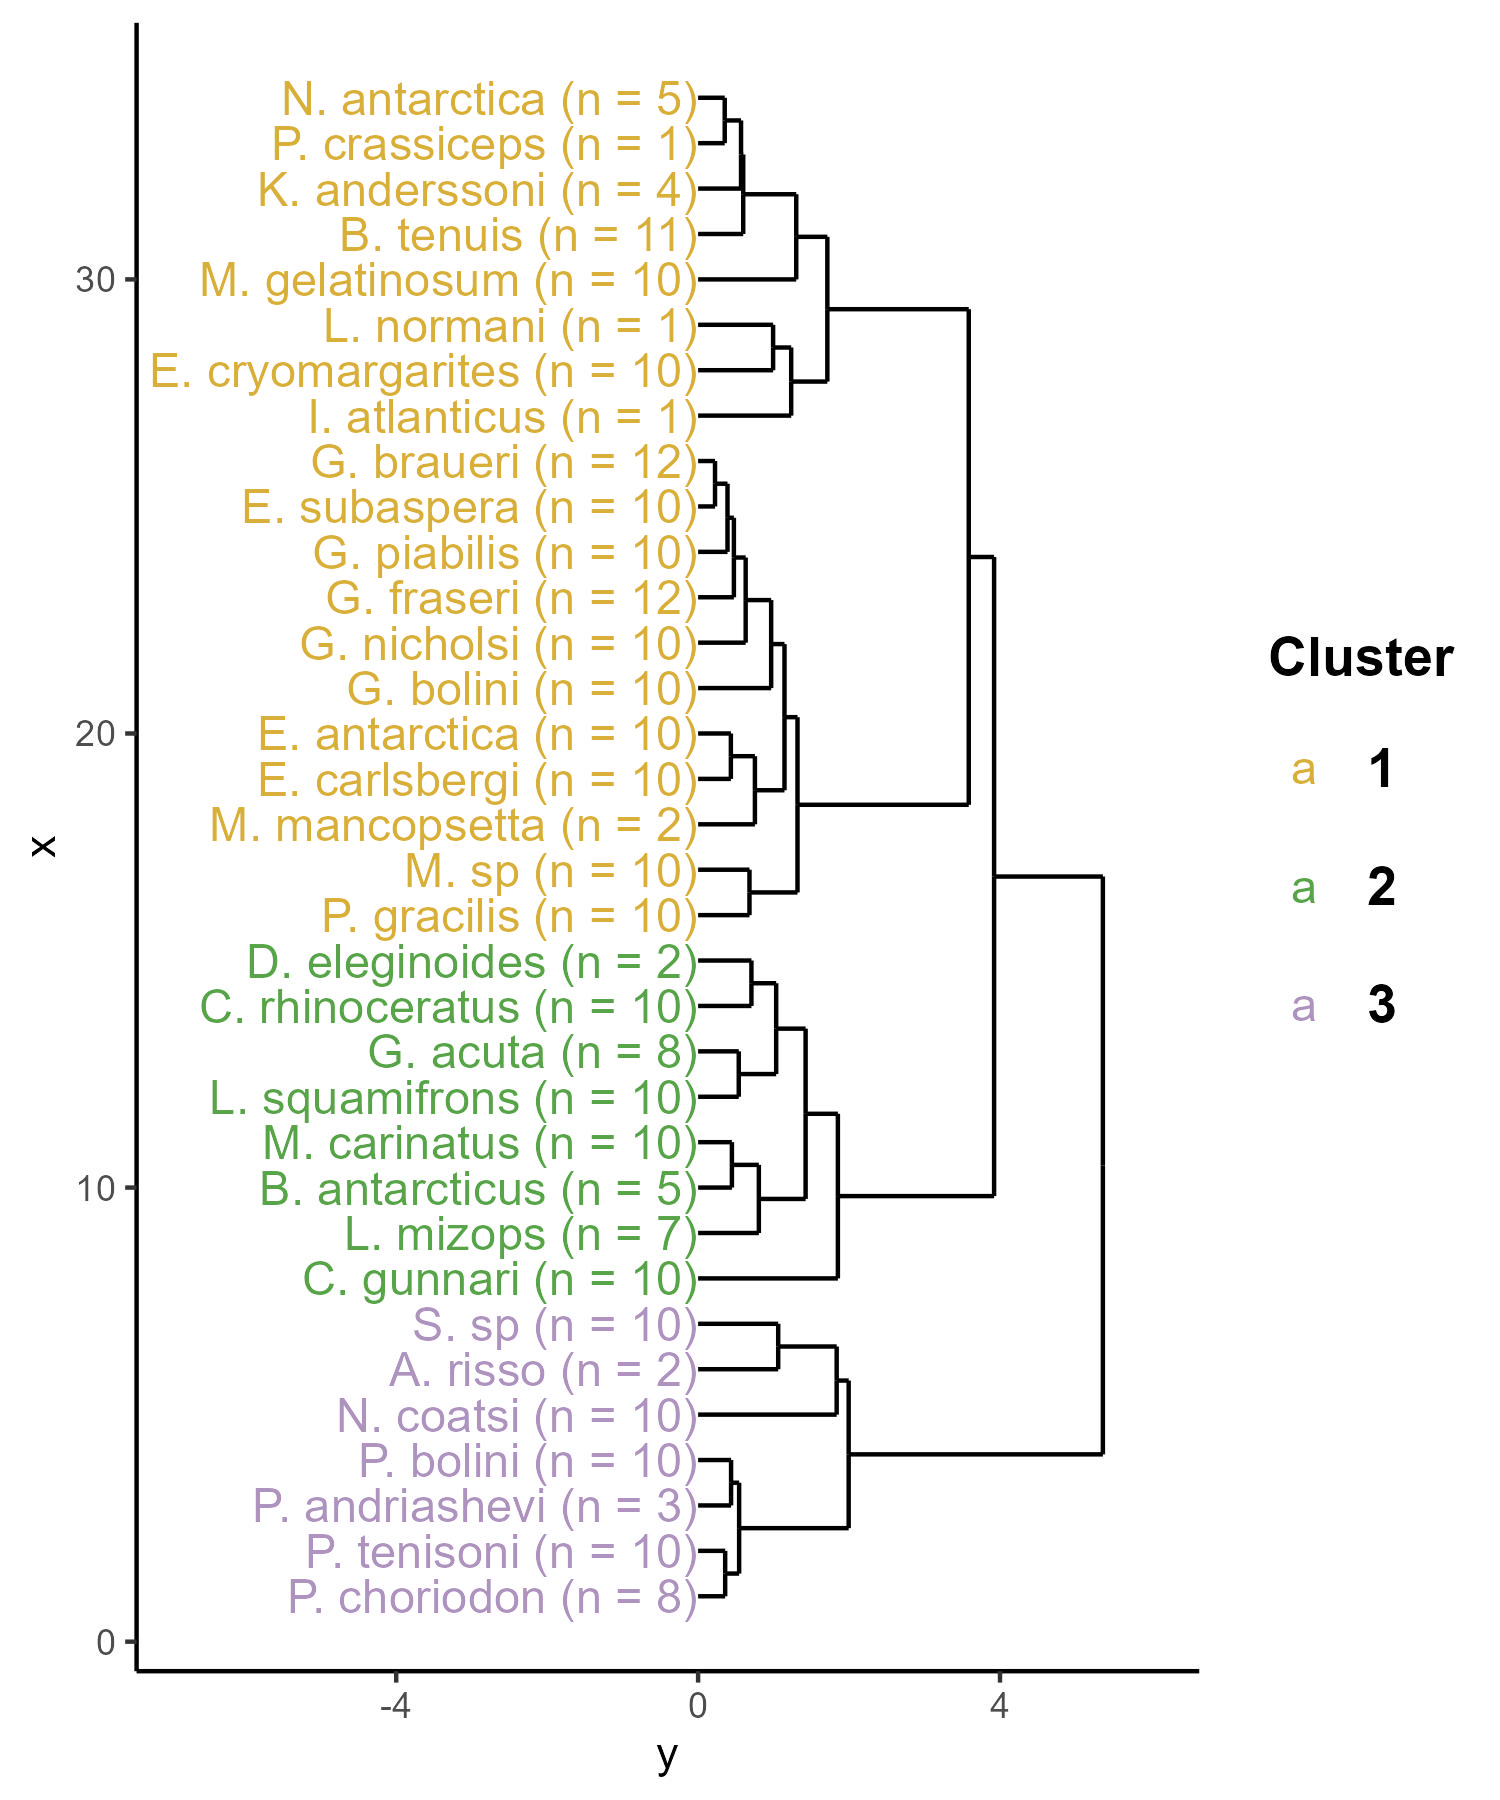 N. antarctica (n = 5)
P. crassiceps (n = 1)
K. anderssoni (n = 4)
B. tenuis (n = 11)
30
M. gelatinosum (n = 10)
L. normani (n = 1)
E. cryomargarites (n = 10)
I. atlanticus (n = 1)
G. braueri (n = 12)
E. subaspera (n = 10)
G. piabilis (n = 10)
G. fraseri (n = 12)
G. nicholsi (n = 10)
G. bolini (n = 10)
20
E. antarctica (n = 10)
E. carlsbergi (n = 10)
M. mancopsetta (n = 2)
x
M. sp (n = 10)
P. gracilis (n = 10)
D. eleginoides (n = 2)
C. rhinoceratus (n = 10)
G. acuta (n = 8)
L. squamifrons (n = 10)
M. carinatus (n = 10)
10
B. antarcticus (n = 5)
L. mizops (n = 7)
C. gunnari (n = 10)
S. sp (n = 10)
A. risso (n = 2)
N. coatsi (n = 10)
P. bolini (n = 10)
P. andriashevi (n = 3)
P. tenisoni (n = 10)
P. choriodon (n = 8)
0
-4 0 4
y
Cluster
a 1
a 2
a 3